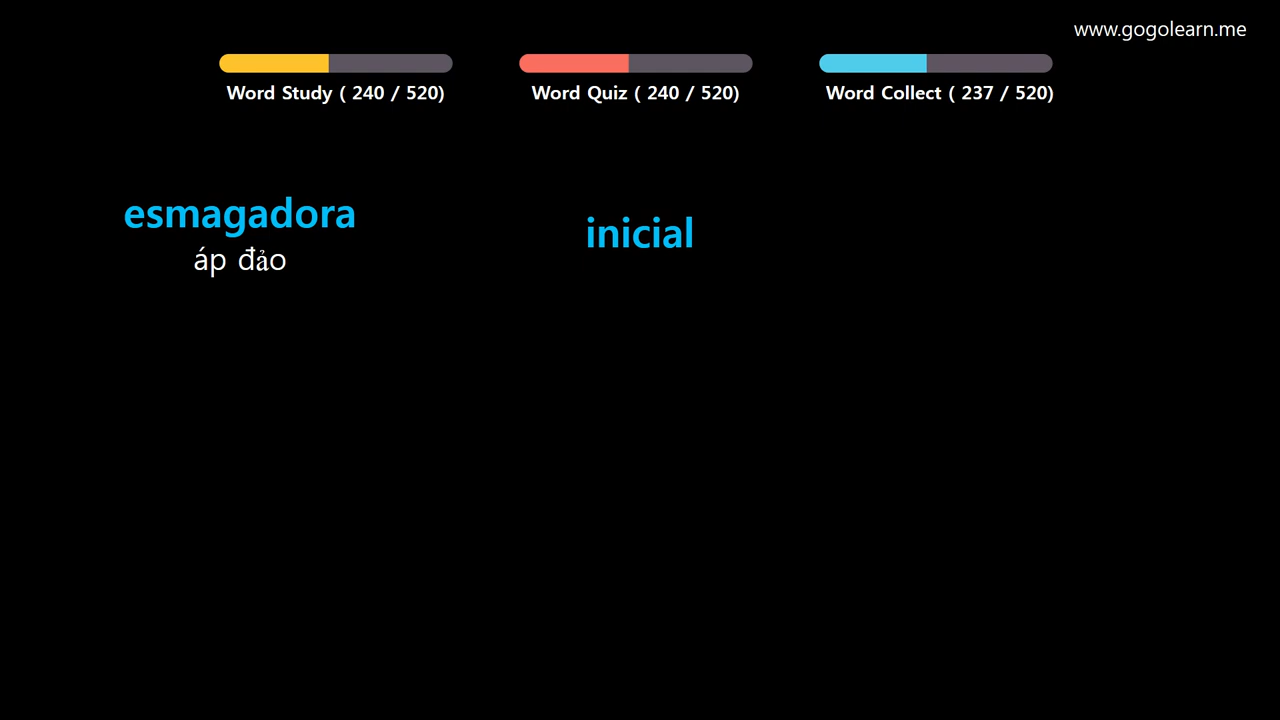 www.gogolearn.me
Word Study ( 240 / 520)
Word Quiz ( 240 / 520)
Word Collect ( 237 / 520)
esmagadora
áp đảo
inicial